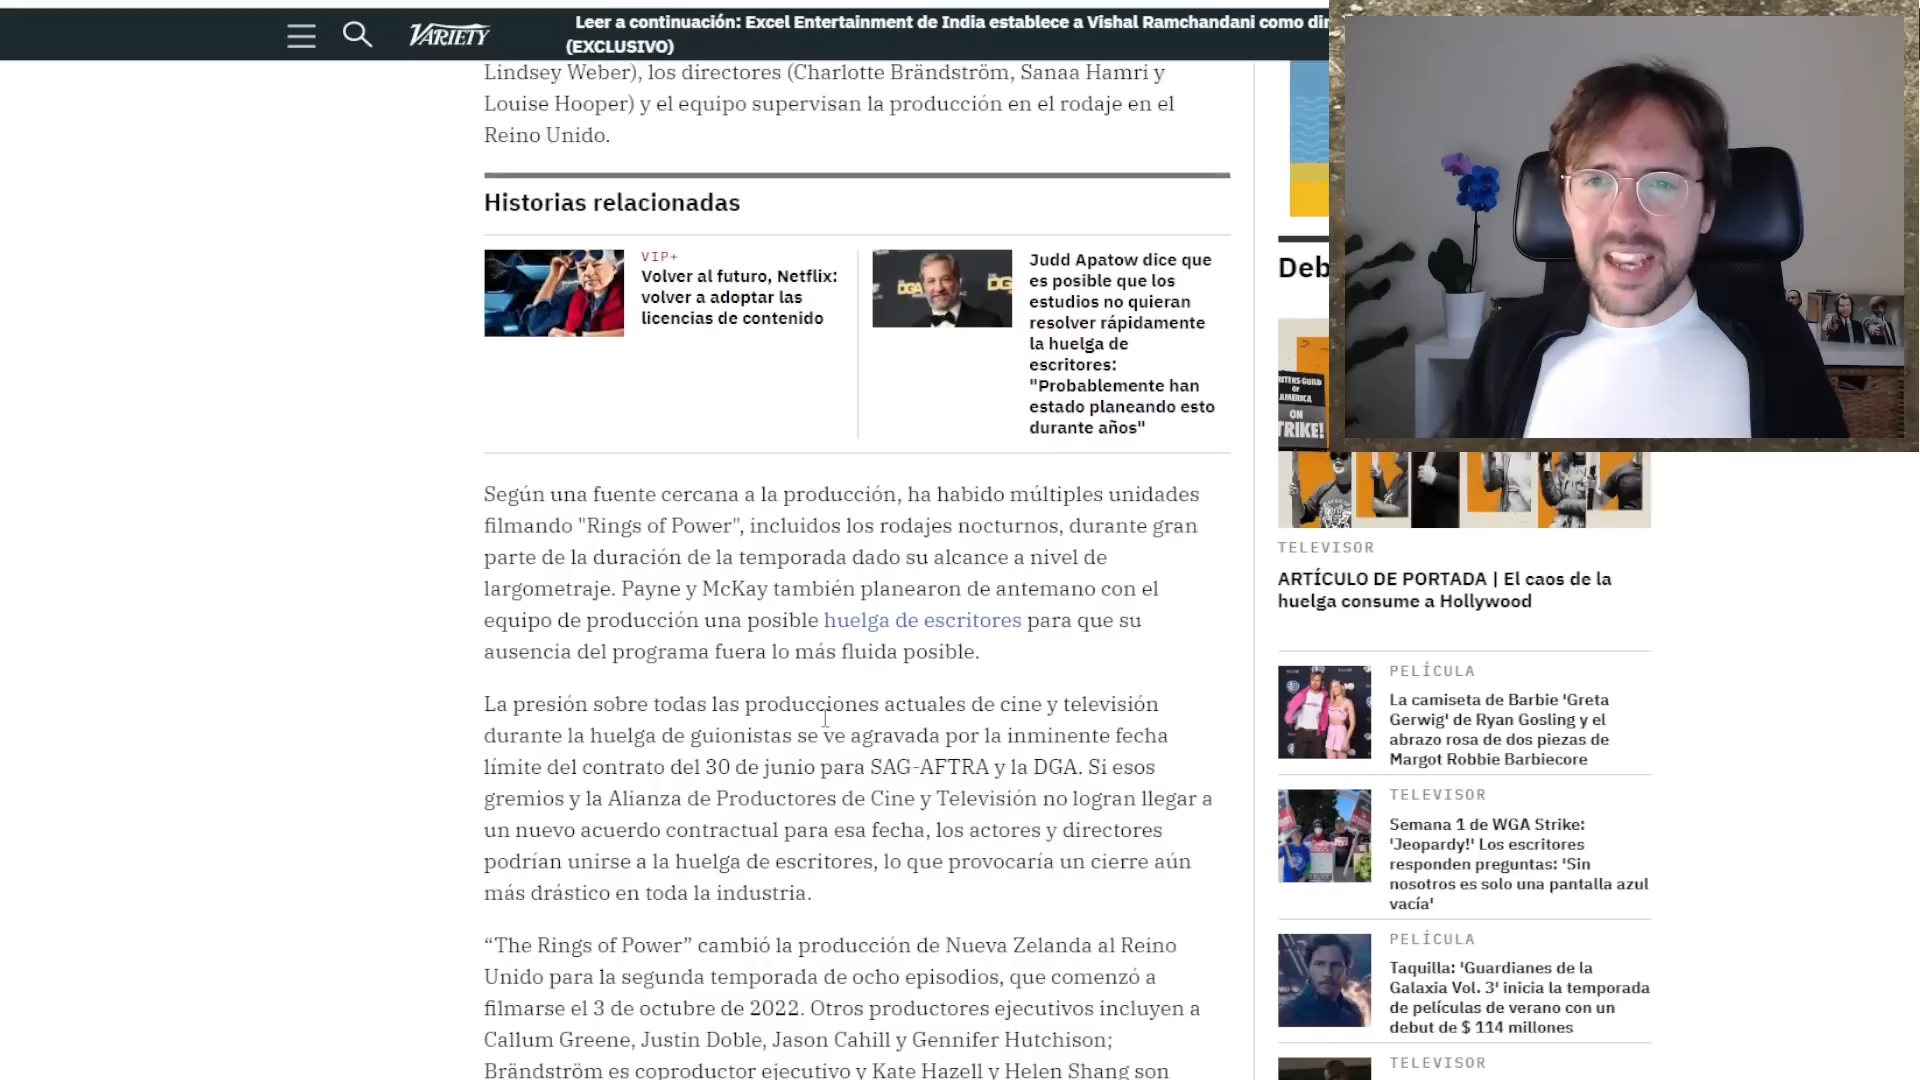 VARIETY
Leer a continuación: Excel Entertainment de India establece a Vishal Ramchandani como
(EXCLUSIVO)
Lindsey Weber), los directores (Charlotte Brändström, Sanaa Hamri y
Louise Hooper) y el equipo supervisan la producción en el rodaje en el
Reino Unido.
Historias relacionadas
VIP+
Volver al futuro, Netflix:
volver a adoptar las
licencias de contenido
DGA
DG
Judd Apatow dice que
es posible que los
estudios no quieran
resolver rápidamente
la huelga de
escritores:
"Probablemente han
estado planeando esto
durante años"
Según una fuente cercana a la producción, ha habido múltiples unidades
filmando "Rings of Power", incluidos los rodajes nocturnos, durante gran
parte de la duración de la temporada dado su alcance a nivel de
largometraje. Payne y McKay también planearon de antemano con el
equipo de producción una posible huelga de escritores para que su
ausencia del programa fuera lo más fluida posible.
La presión sobre todas las producciones actuales de cine y televisión
durante la huelga de guionistas se ve agravada por la inminente fecha
límite del contrato del 30 de junio para SAG-AFTRA y la DGA. Si esos
gremios y la Alianza de Productores de Cine y Televisión no logran llegar a
un nuevo acuerdo contractual para esa fecha, los actores y directores
podrían unirse a la huelga de escritores, lo que provocaría un cierre aún
más drástico en toda la industria.
“The Rings of Power” cambió la producción de Nueva Zelanda al Reino
Unido para la segunda temporada de ocho episodios, que comenzó a
filmarse el 3 de octubre de 2022. Otros productores ejecutivos incluyen a
Callum Greene, Justin Doble, Jason Cahill y Gennifer Hutchison;
Brändström es coproductor ejecutivo y Kate Hazell y Helen Shang son
Deb
OF
AMERICA
ON
TRIKE!
TELEVISOR
ARTÍCULO DE PORTADA | El caos de la
huelga consume a Hollywood
PELÍCULA
La camiseta de Barbie 'Greta
Gerwig' de Ryan Gosling y el
abrazo rosa de dos piezas de
Margot Robbie Barbiecore
TELEVISOR
Semana 1 de WGA Strike:
'Jeopardy!' Los escritores
responden preguntas: 'Sin
nosotros es solo una pantalla azul
vacía'
PELÍCULA
Taquilla: 'Guardianes de la
Galaxia Vol. 3' inicia la temporada
de películas de verano con un
debut de $ 114 millones
TELEVISOR